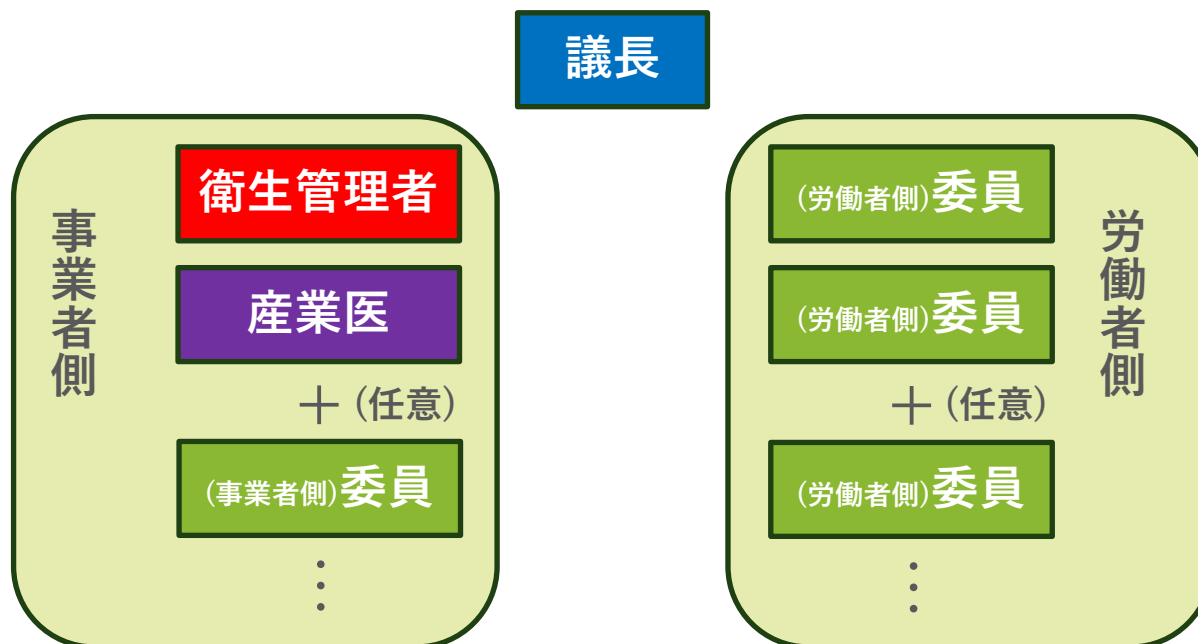 議長
事業者側
衛生管理者
産業医
＋（任意）
（事業者側）委員
⋮
（労働者側）委員
（労働者側）委員
＋（任意）
（労働者側）委員
⋮
労働者側